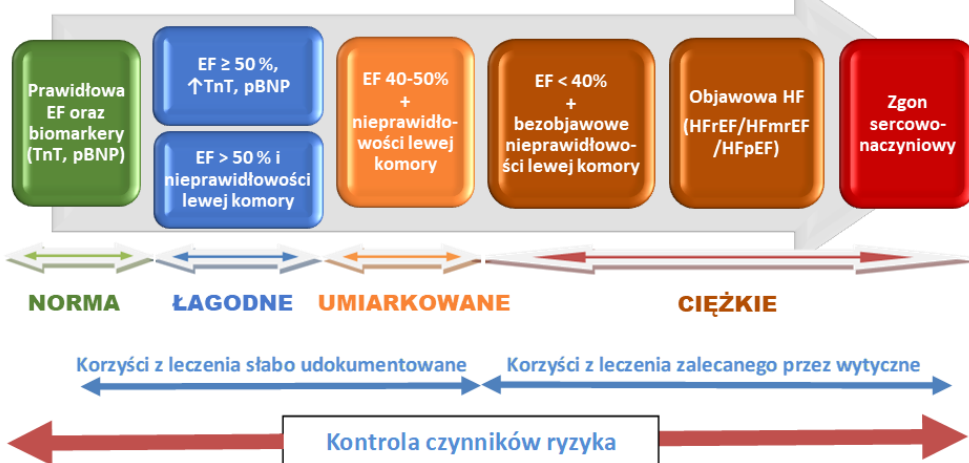 Prawidłowa
EF oraz
biomarkery
(TnT, pBNP)
EF ≥ 50 %,
↑TnT, pBNP
EF > 50 % i
nieprawidłowości
lewej komory
EF 40-50%
+
nieprawidło-
wości lewej
komory
EF < 40%
+
bezobjawowe
nieprawidłowo-
ści lewej komory
Objawowa HF
(HFrEF/HFmrEF
/HFpEF)
Zgon
sercowo-
naczyniowy
NORMA
ŁAGODNE
UMIARKOWANE
CIĘŻKIE
Korzyści z leczenia słabo udokumentowane
Korzyści z leczenia zalecanego przez wytyczne
Kontrola czynników ryzyka